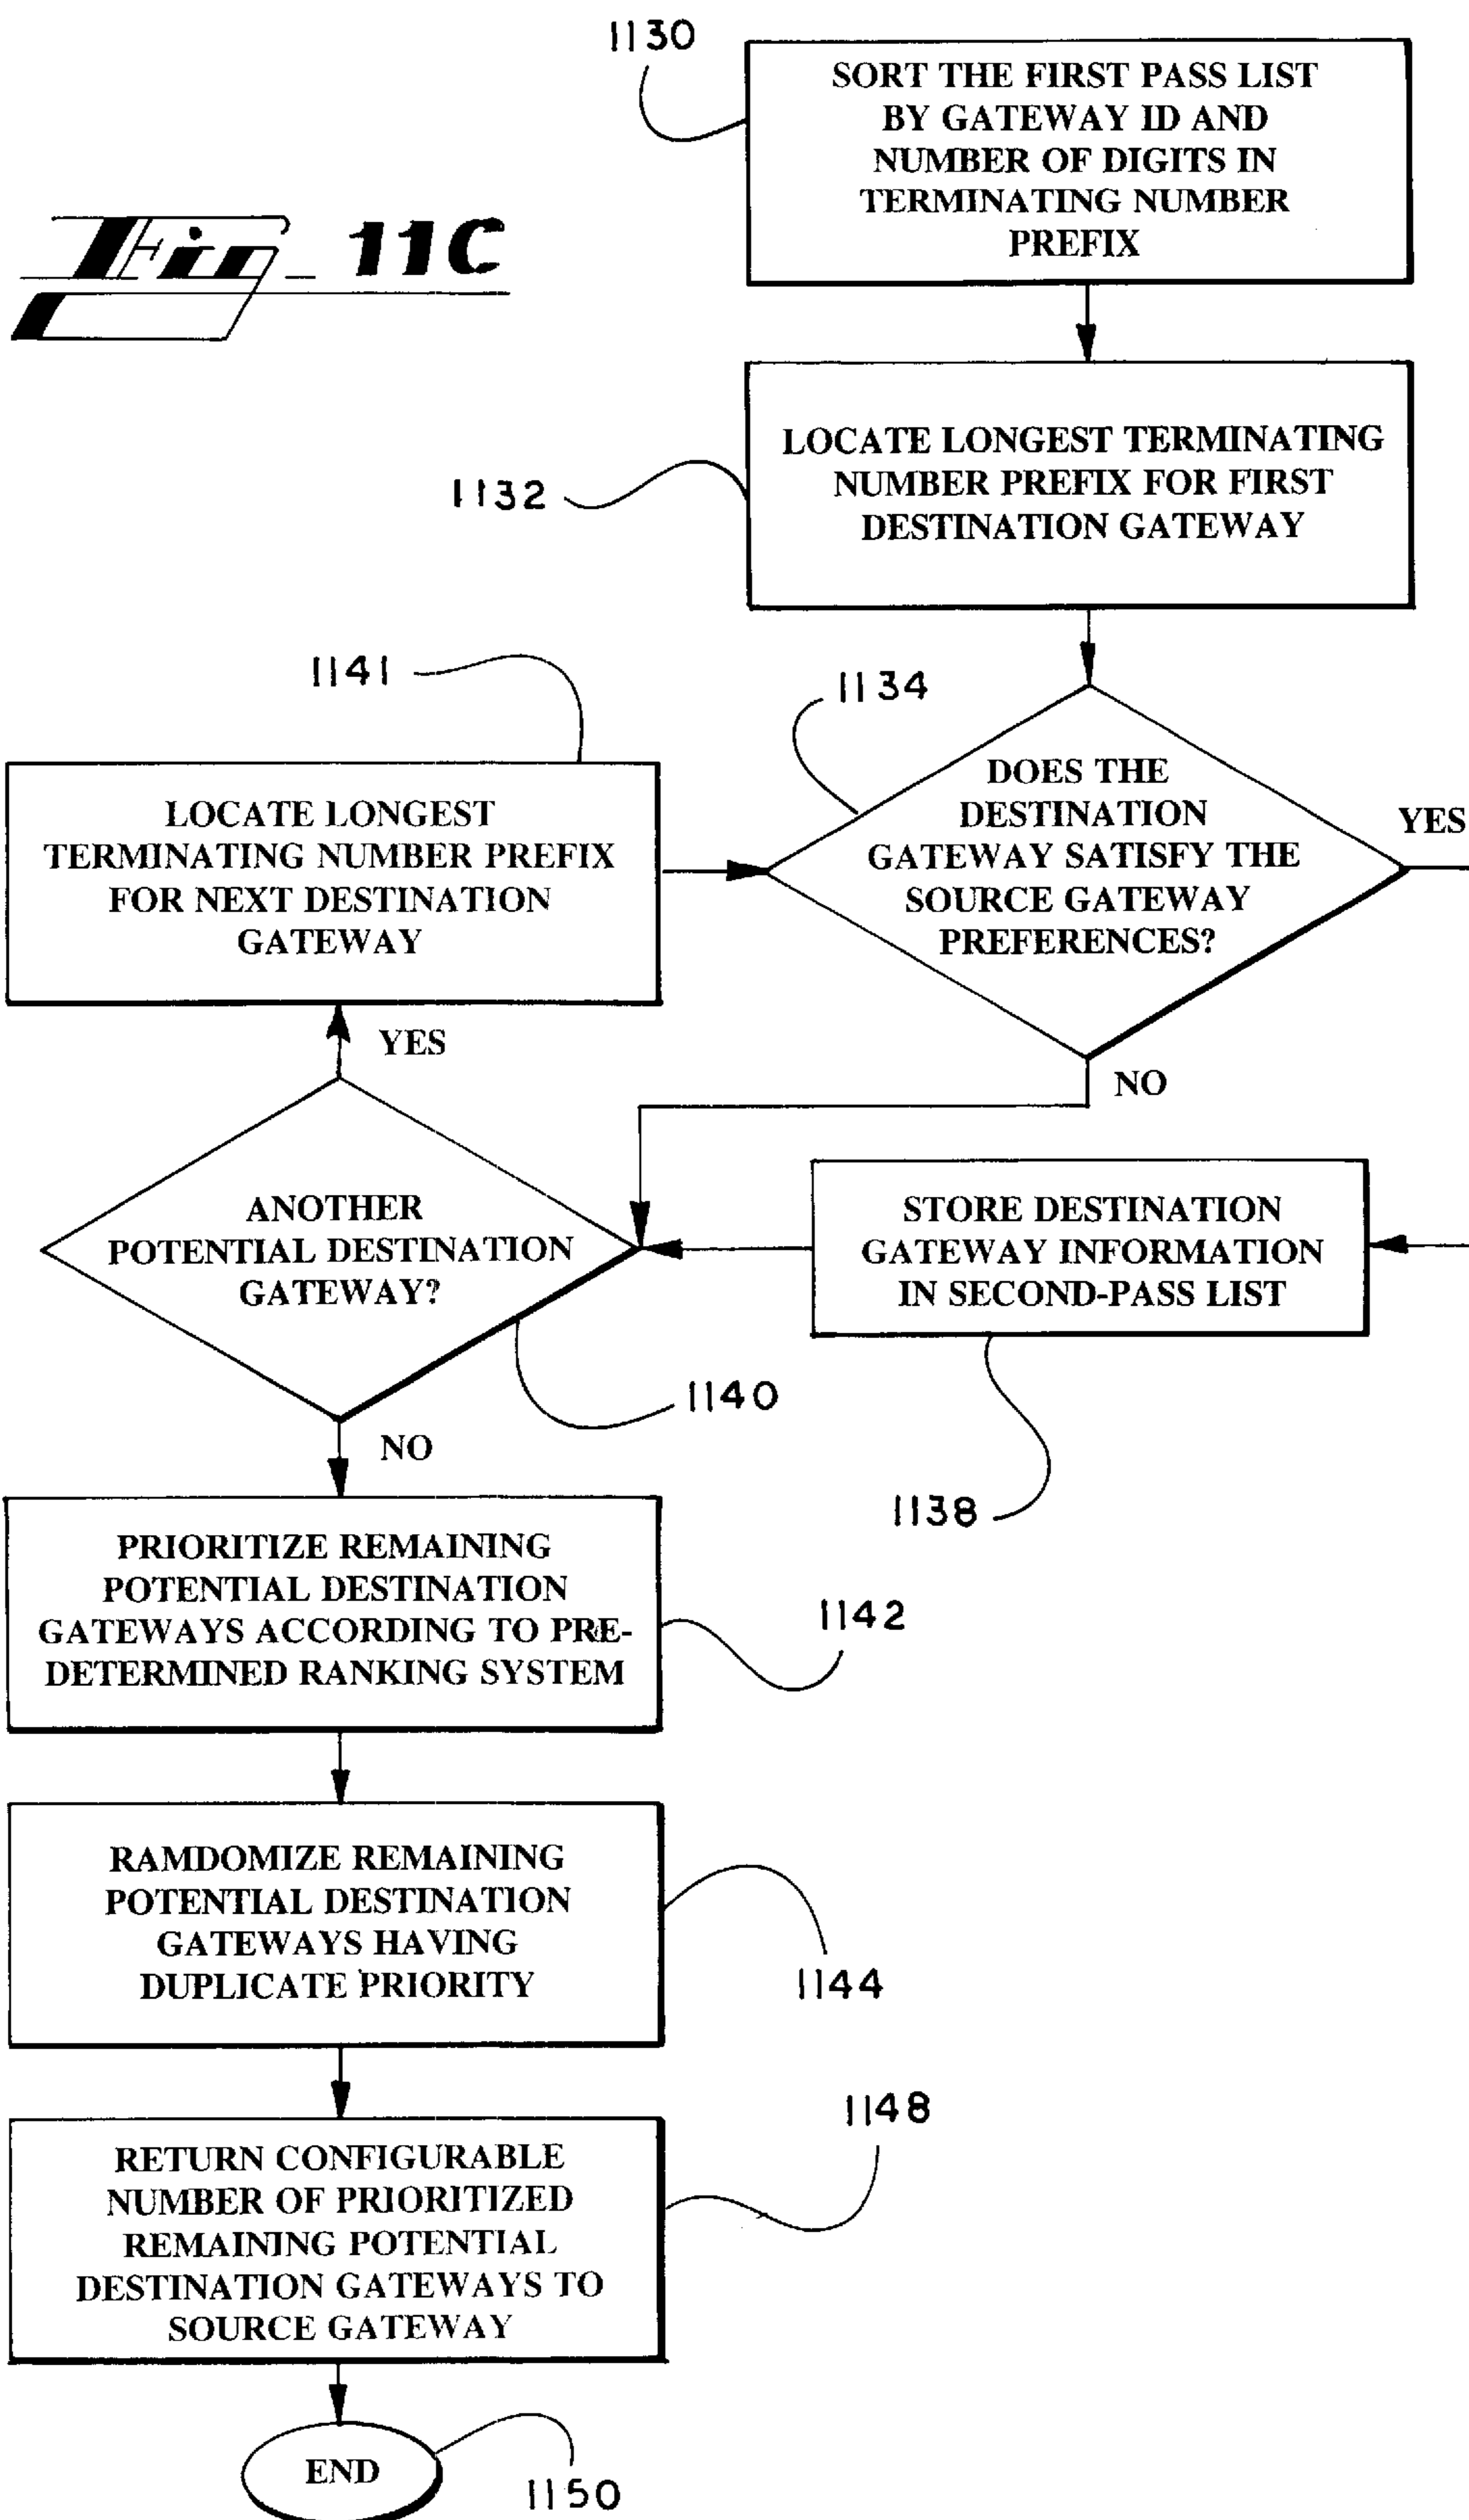 1130
SORT THE FIRST PASS LIST
BY GATEWAY ID AND
NUMBER OF DIGITS IN
TERMINATING NUMBER
PREFIX
Fig. 11C
LOCATE LONGEST TERMINATING
NUMBER PREFIX FOR FIRST
DESTINATION GATEWAY
1132
1141
1134
LOCATE LONGEST
TERMINATING NUMBER PREFIX
FOR NEXT DESTINATION
GATEWAY
DOES THE
DESTINATION
GATEWAY SATISFY THE
SOURCE GATEWAY
PREFERENCES?
YES
YES
NO
ANOTHER
POTENTIAL DESTINATION
GATEWAY?
STORE DESTINATION
GATEWAY INFORMATION
IN SECOND-PASS LIST
1140
NO
1138
PRIORITIZE REMAINING
POTENTIAL DESTINATION
GATEWAYS ACCORDING TO PRE-
DETERMINED RANKING SYSTEM
1142
RAMDOMIZE REMAINING
POTENTIAL DESTINATION
GATEWAYS HAVING
DUPLICATE PRIORITY
1144
1148
RETURN CONFIGURABLE
NUMBER OF PRIORITIZED
REMAINING POTENTIAL
DESTINATION GATEWAYS TO
SOURCE GATEWAY
END
1150